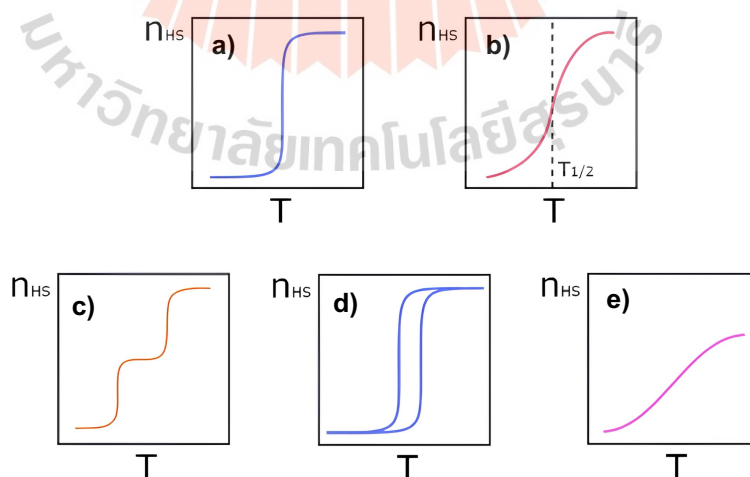 nHS a)
nHS b)
มหาวิทยาลัยเทคโนโลยีสุรนารี
T1/2
T
T
nHS c)
nHS d)
nHS e)
T
T
T